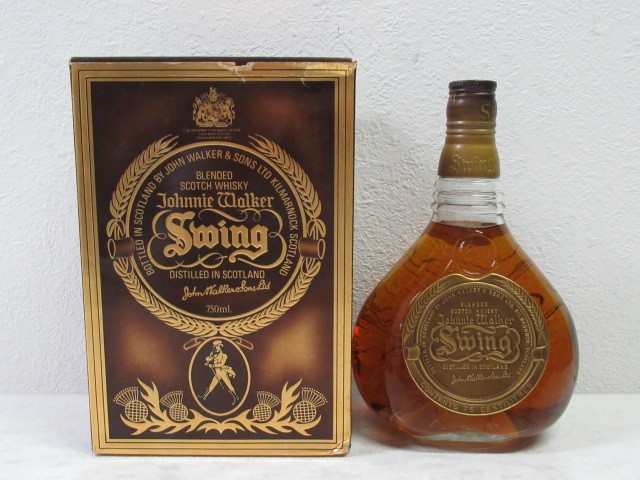 BOTTLED IN SCOTLAND BY JOHN WALKER & SONS LTD KILMARNOCK SCOTLAND
BLENDED
SCOTCH WHISKY
Johnnie Walker
Swing
DISTILLED IN SCOTLAND
John Walker & Sons Ltd
750ml.
Swing
BLENDED
SCOTCH WHISKY
Johnnie Walker
Swing
DISTILLED IN SCOTLAND
John Walker & Sons Ltd
CONTENTS 75 CENTILITRES